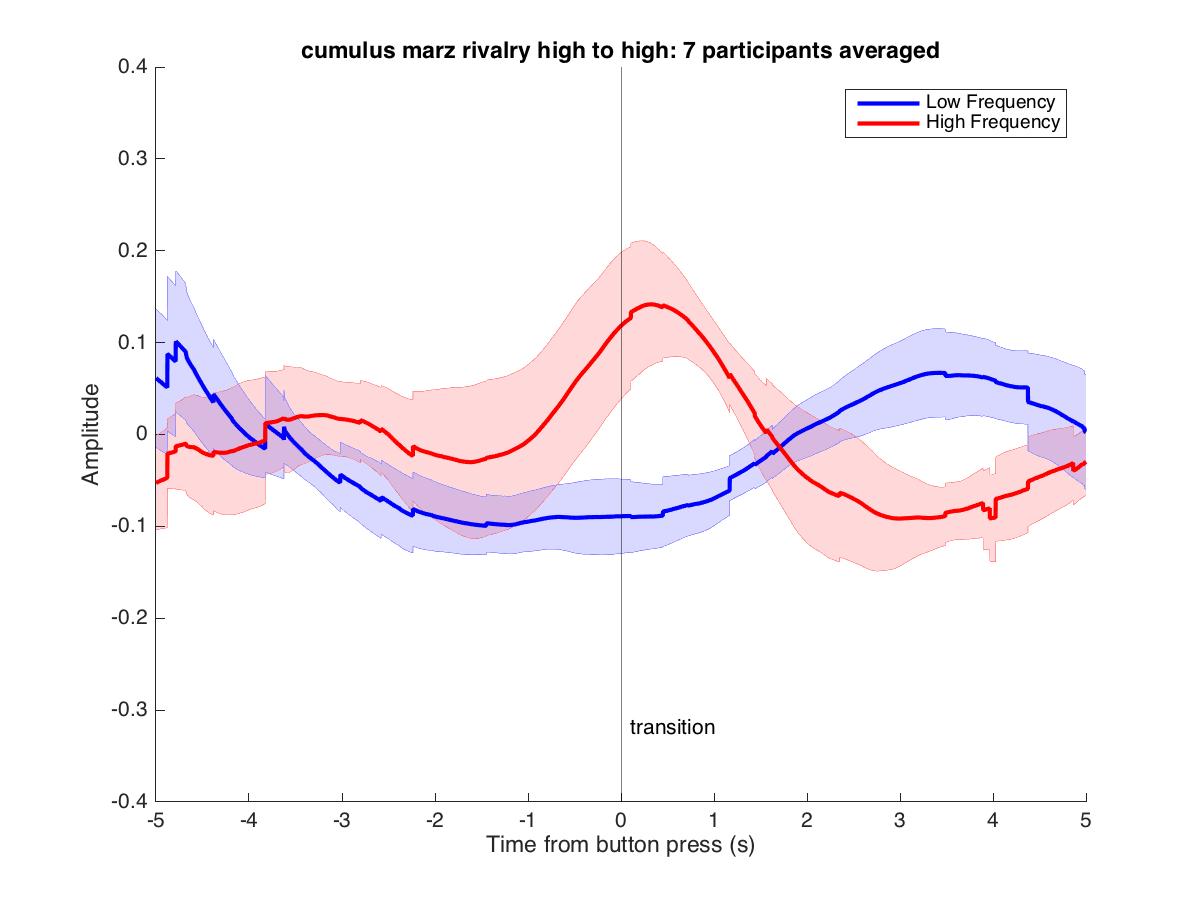 cumulus marz rivalry high to high: 7 participants averaged
0.4
0.3
0.2
0.1
0
-0.1
-0.2
-0.3
-0.4
Amplitude
Low Frequency
High Frequency
transition
-5 -4 -3 -2 -1 0 1 2 3 4 5
Time from button press (s)